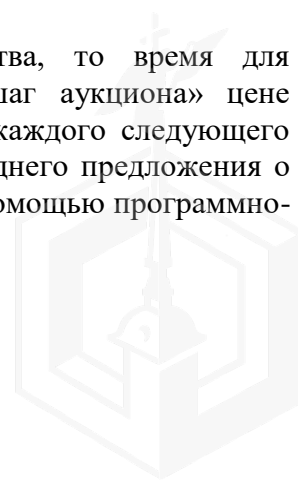 тва, то время для
шаг аукциона» цене
каждого следующего
днего предложения о
омощью программно-